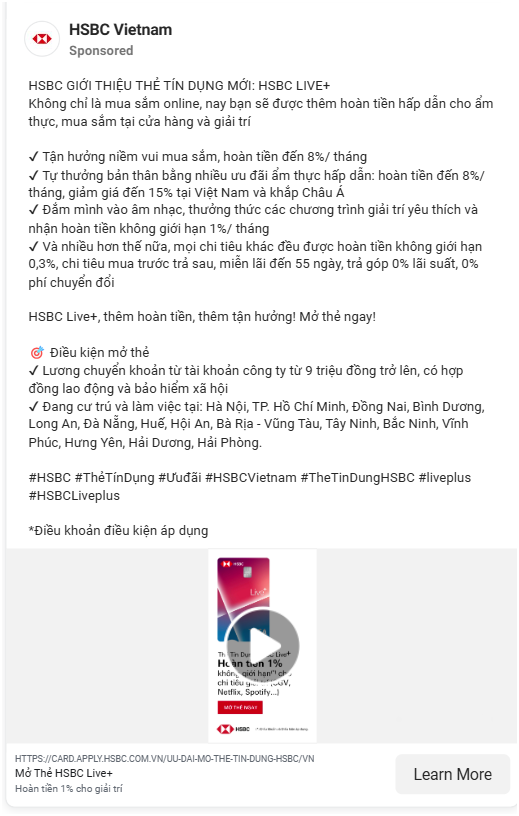 HSBC Vietnam
Sponsored
HSBC GIỚI THIỆU THẺ TÍN DỤNG MỚI: HSBC LIVE+
Không chỉ là mua sắm online, nay bạn sẽ được thêm hoàn tiền hấp dẫn cho ẩm
thực, mua sắm tại cửa hàng và giải trí
✓ Tận hưởng niềm vui mua sắm, hoàn tiền đến 8%/ tháng
✓ Tự thưởng bản thân bằng nhiều ưu đãi ẩm thực hấp dẫn: hoàn tiền đến 8%/
tháng, giảm giá đến 15% tại Việt Nam và khắp Châu Á
✓ Đắm mình vào âm nhạc, thưởng thức các chương trình giải trí yêu thích và
nhận hoàn tiền không giới hạn 1%/ tháng
✓ Và nhiều hơn thế nữa, mọi chi tiêu khác đều được hoàn tiền không giới hạn
0,3%, chi tiêu mua trước trả sau, miễn lãi đến 55 ngày, trả góp 0% lãi suất, 0%
phí chuyển đổi
HSBC Live+, thêm hoàn tiền, thêm tận hưởng! Mở thẻ ngay!
🎯 Điều kiện mở thẻ
✓ Lương chuyển khoản từ tài khoản công ty từ 9 triệu đồng trở lên, có hợp
đồng lao động và bảo hiểm xã hội
✓ Đang cư trú và làm việc tại: Hà Nội, TP. Hồ Chí Minh, Đồng Nai, Bình Dương,
Long An, Đà Nẵng, Huế, Hội An, Bà Rịa - Vũng Tàu, Tây Ninh, Bắc Ninh, Vĩnh
Phúc, Hưng Yên, Hải Dương, Hải Phòng.
#HSBC #ThẻTínDụng #Ưuđãi #HSBCVietnam #TheTinDungHSBC #liveplus
#HSBCLiveplus
*Điều khoản điều kiện áp dụng
HSBC
Live+
Hoàn tiền 1%
không giới hạn
chi tiêu
Netflix, Spotify...)
MỞ THẺ NGAY
HSBC
HTTPS://CARD.APPLY.HSBC.COM.VN/UU-DAI-MO-THE-TIN-DUNG-HSBC/VN
Mở Thẻ HSBC Live+
Hoàn tiền 1% cho giải trí
Learn More